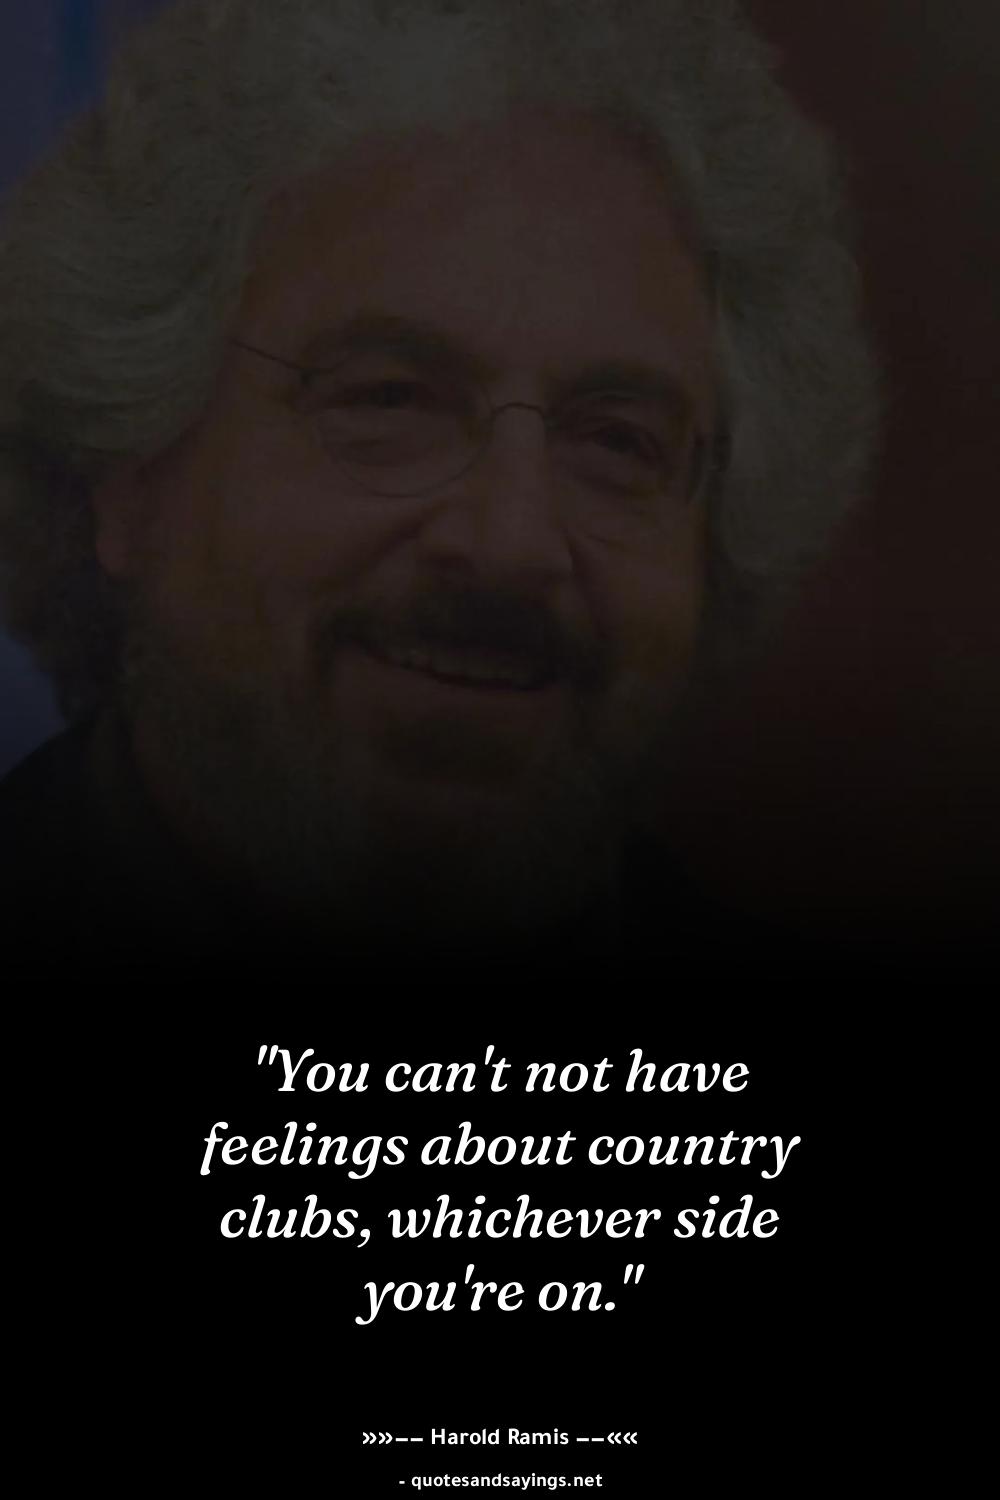 "You can't not have
feelings about country
clubs, whichever side
you're on."
»»–– Harold Ramis ––««
- quotesandsayings.net